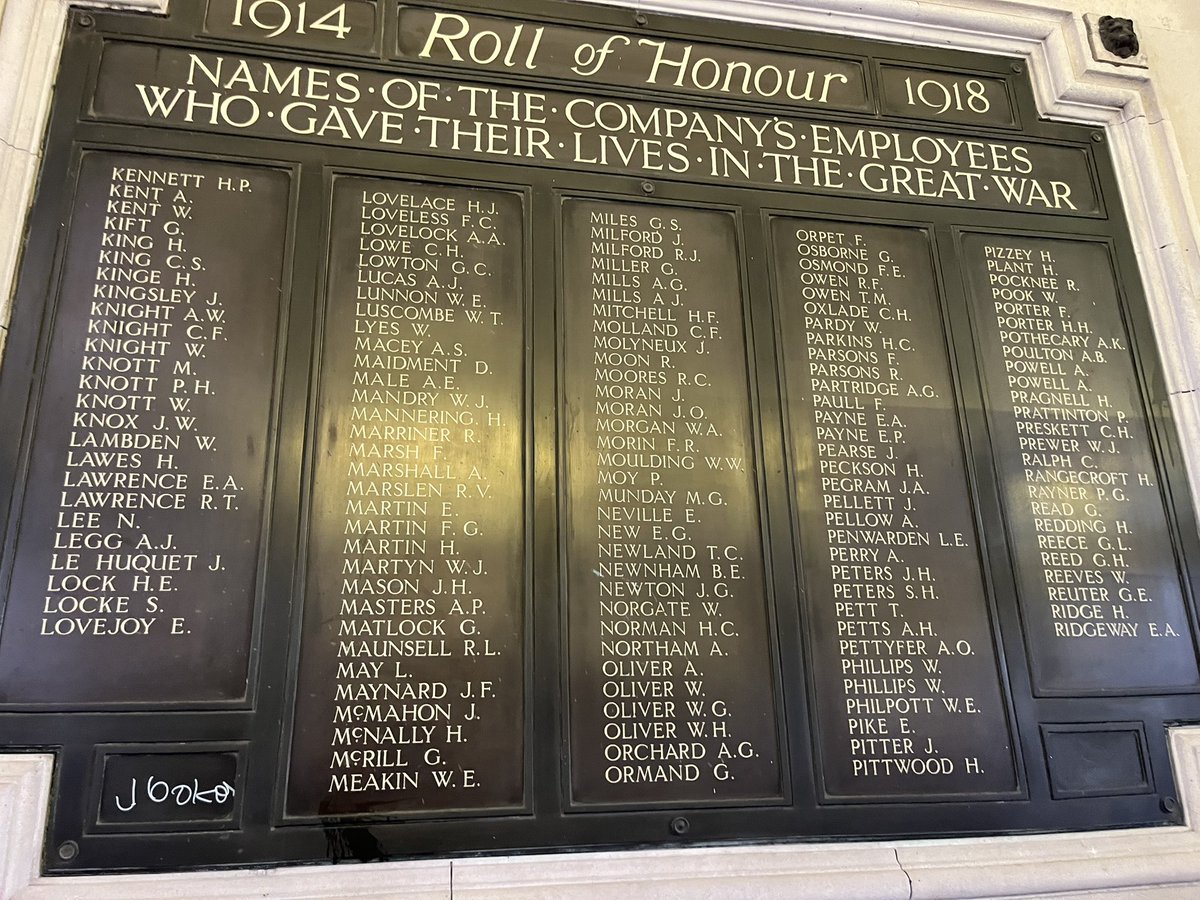 1914
Roll of Honour
1918
NAMES·OF·THE·COMPANY'S·EMPLOYEES
WHO·GAVE·THEIR·LIVES·IN·THE·GREAT·WAR
KENNETT H.P.
KENT A.
KENT W.
KIFT G.
KING H.
KING C.S.
KINGE H.
KINGSLEY J.
KNIGHT A.W.
KNIGHT C.F.
KNIGHT W.
KNOTT M.
KNOTT P.H.
KNOTT W.
KNOX J.W.
LAMBDEN W.
LAWES H.
LAWRENCE E.A.
LAWRENCE R.T.
LEE N.
LEGG A.J.
LE HUQUET J.
LOCK H.E.
LOCKE S.
LOVEJOY E.
LOVELACE H.J.
LOVELESS F.C.
LOVELOCK A.A.
LOWE C.H.
LOWTON G.C.
LUCAS A.J.
LUNNON W.E.
LUSCOMBE W.T.
LYES W.
MACEY A.S.
MAIDMENT D.
MALE A.E.
MANDRY W.J.
MANNERING H.
MARRINER R.
MARSH F.
MARSHALL A.
MARSLEN R.V.
MARTIN E.
MARTIN F.G.
MARTIN H.
MARTYN W.J.
MASON J.H.
MASTERS A.P.
MATLOCK G.
MAUNSELL R.L.
MAY L.
MAYNARD J.F.
McMAHON J.
McNALLY H.
McRILL G.
MEAKIN W.E.
MILES G.S.
MILFORD J.
MILFORD R.J.
MILLER G.
MILLS A.G.
MILLS A.J.
MITCHELL H.F.
MOLLAND C.F.
MOLYNEUX J.
MOON R.
MOORES R.C.
MORAN J.
MORAN J.O.
MORGAN W.A.
MORIN F.R.
MOULDING W.W.
MOY P.
MUNDAY M.G.
NEVILLE E.
NEW E.G.
NEWLAND T.C.
NEWNHAM B.E.
NEWTON J.G.
NORGATE W.
NORMAN H.C.
NORTHAM A.
OLIVER A.
OLIVER W.
OLIVER W.G.
OLIVER W.H.
ORCHARD A.G.
ORMAND G.
ORPET F.
OSBORNE G.
OSMOND F.E.
OWEN R.F.
OWEN T.M.
OXLADE C.H.
PARDY W.
PARKINS H.C.
PARSONS F.
PARSONS R.
PARTRIDGE A.G.
PAULL F.
PAYNE E.A.
PAYNE E.P.
PEARSE J.
PECKSON H.
PEGRAM J.A.
PELLETT J.
PELLOW A.
PENWARDEN L.E.
PERRY A.
PETERS J.H.
PETERS S.H.
PETT T.
PETTS A.H.
PETTYFER A.O.
PHILLIPS W.
PHILLIPS W.
PHILPOTT W.E.
PIKE E.
PITTER J.
PITTWOOD H.
PIZZEY H.
PLANT H.
POCKNEE R.
POOK W.
PORTER F.
PORTER H.H.
POTHECARY A.K.
POULTON A.B.
POWELL A.
POWELL A.
PRAGNELL H.
PRATTINTON P.
PRESKETT C.H.
PREWER W.J.
RALPH C.
RANGECROFT H.
RAYNER P.G.
READ G.
REDDING H.
REECE G.L.
REED G.H.
REEVES W.
REUTER G.E.
RIDGE H.
RIDGEWAY E.A.
J